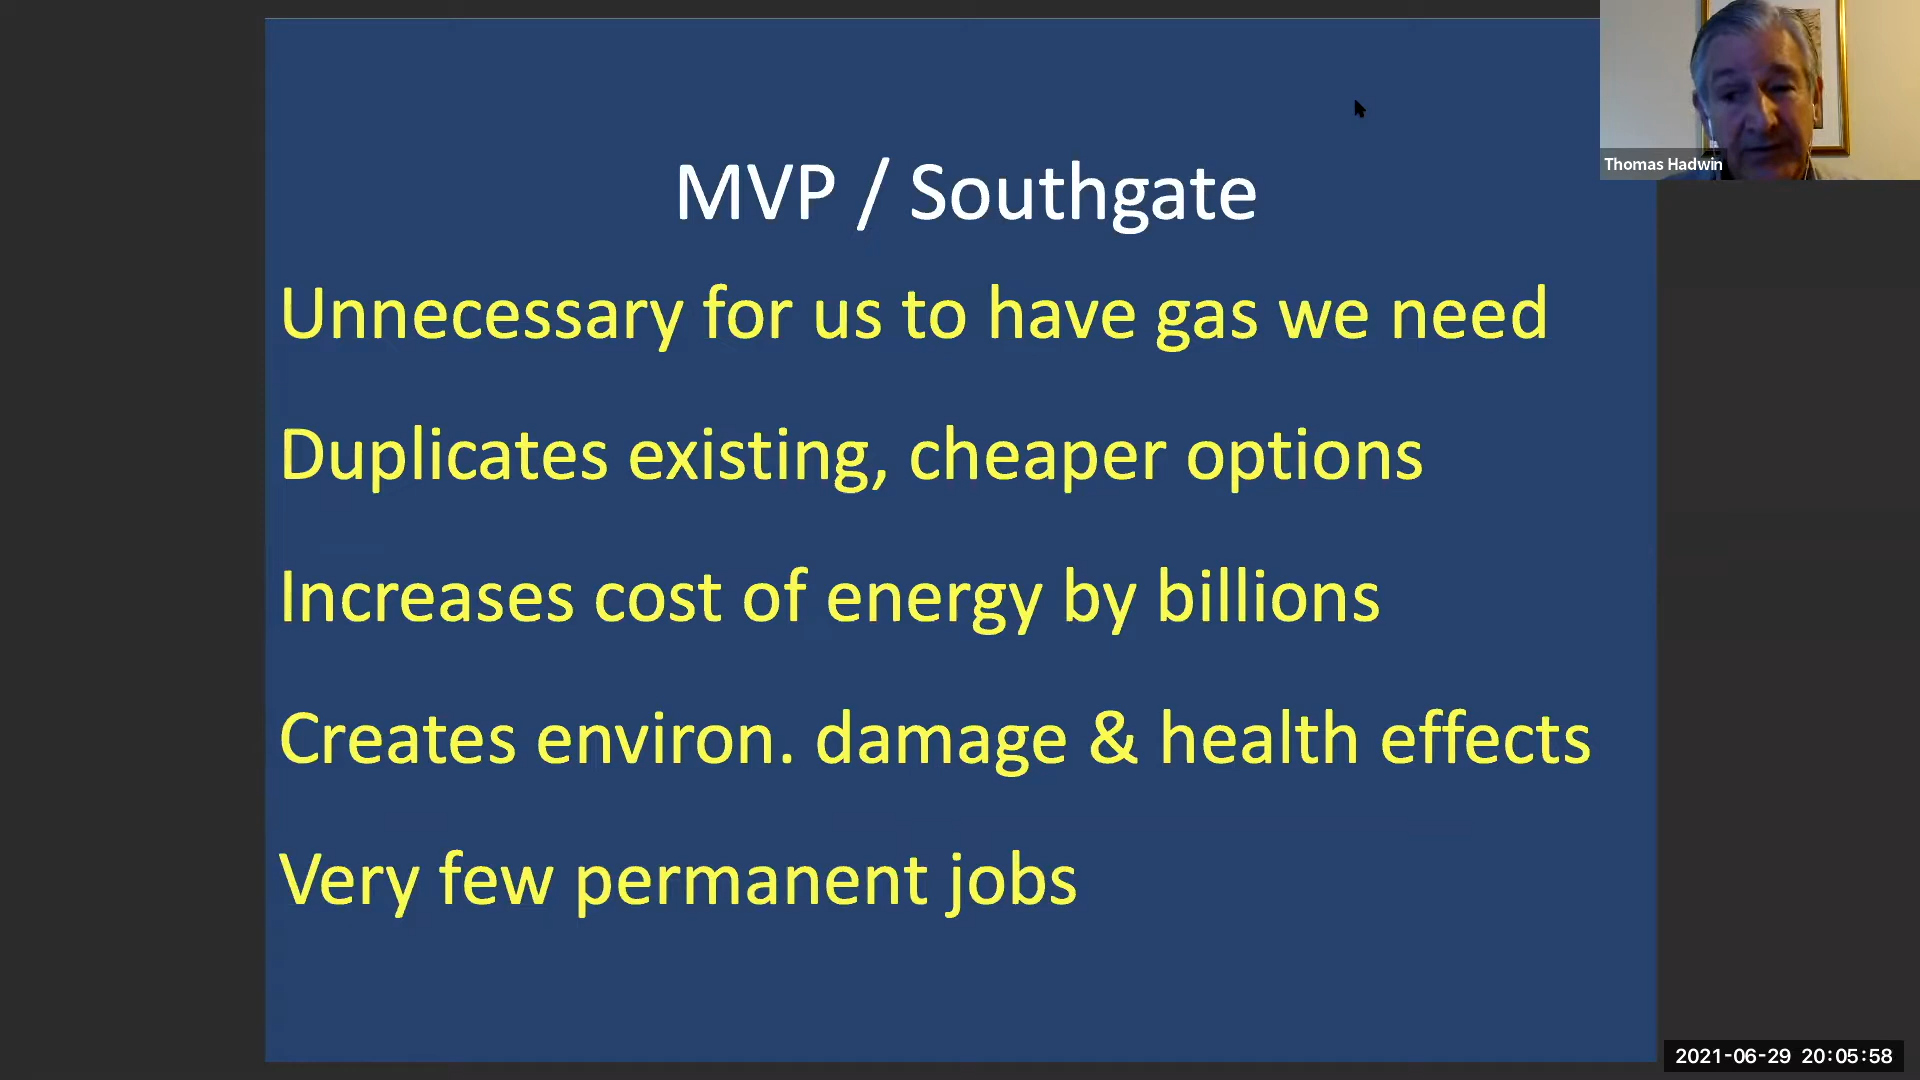 MVP / Southgate
Thomas Hadwin
Unnecessary for us to have gas we need
Duplicates existing, cheaper options
Increases cost of energy by billions
Creates environ. damage & health effects
Very few permanent jobs
2021-06-29 20:05:58